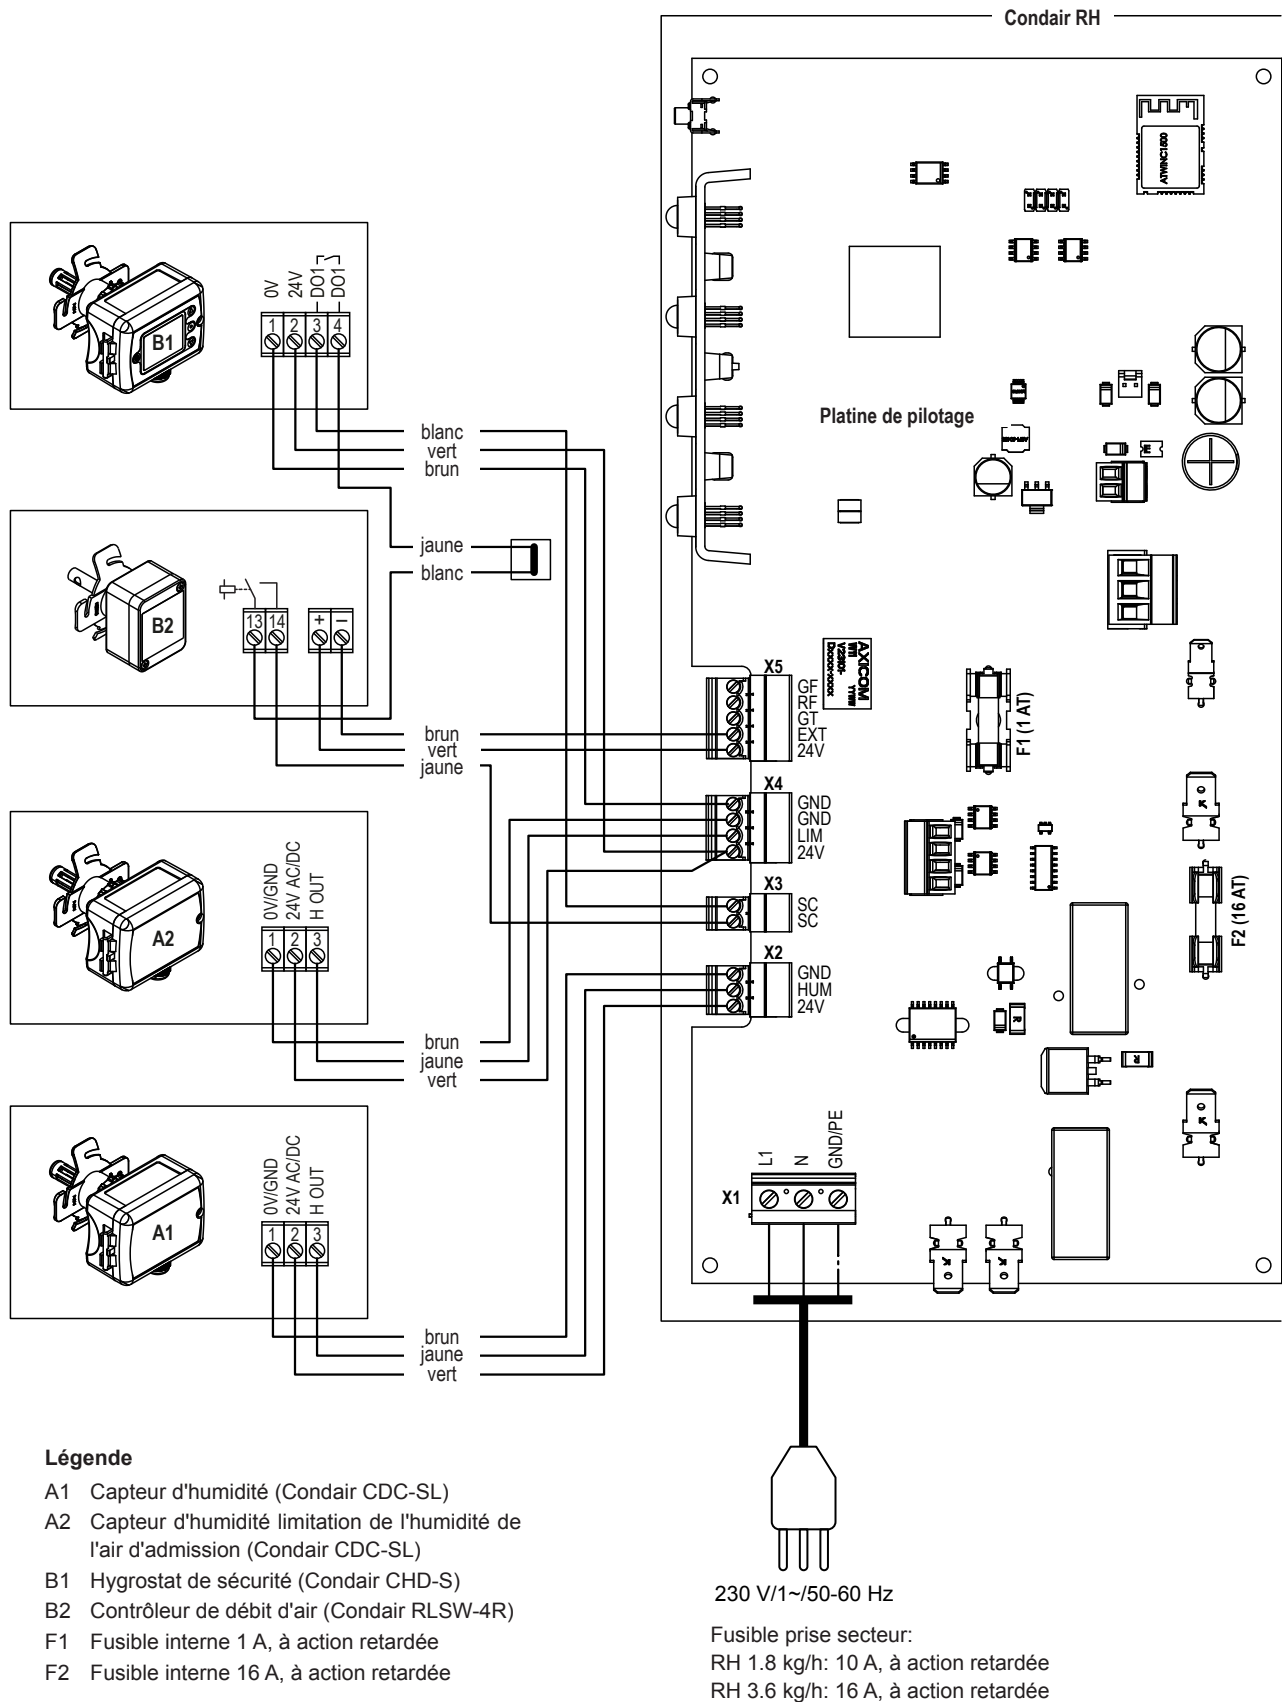 Condair RH
ATWINC1500
0V
24V
DO1
DO1
1 2 3 4
B1
Platine de pilotage
blanc
vert
brun
jaune
blanc
B2
13 14 + –
AXICOM
X5
GF
RF
GT
EXT
24V
F1 (1 AT)
brun
vert
jaune
X4
GND
GND
LIM
24V
0V/GND
24V AC/DC
H OUT
1 2 3
A2
X3
SC
SC
F2 (16 AT)
X2
GND
HUM
24V
brun
jaune
vert
0V/GND
24V AC/DC
H OUT
1 2 3
A1
L1
N
GND/PE
X1
brun
jaune
vert
Légende
A1 Capteur d'humidité (Condair CDC-SL)
A2 Capteur d'humidité limitation de l'humidité de
l'air d'admission (Condair CDC-SL)
B1 Hygrostat de sécurité (Condair CHD-S)
B2 Contrôleur de débit d'air (Condair RLSW-4R)
F1 Fusible interne 1 A, à action retardée
F2 Fusible interne 16 A, à action retardée
230 V/1~/50-60 Hz
Fusible prise secteur:
RH 1.8 kg/h: 10 A, à action retardée
RH 3.6 kg/h: 16 A, à action retardée